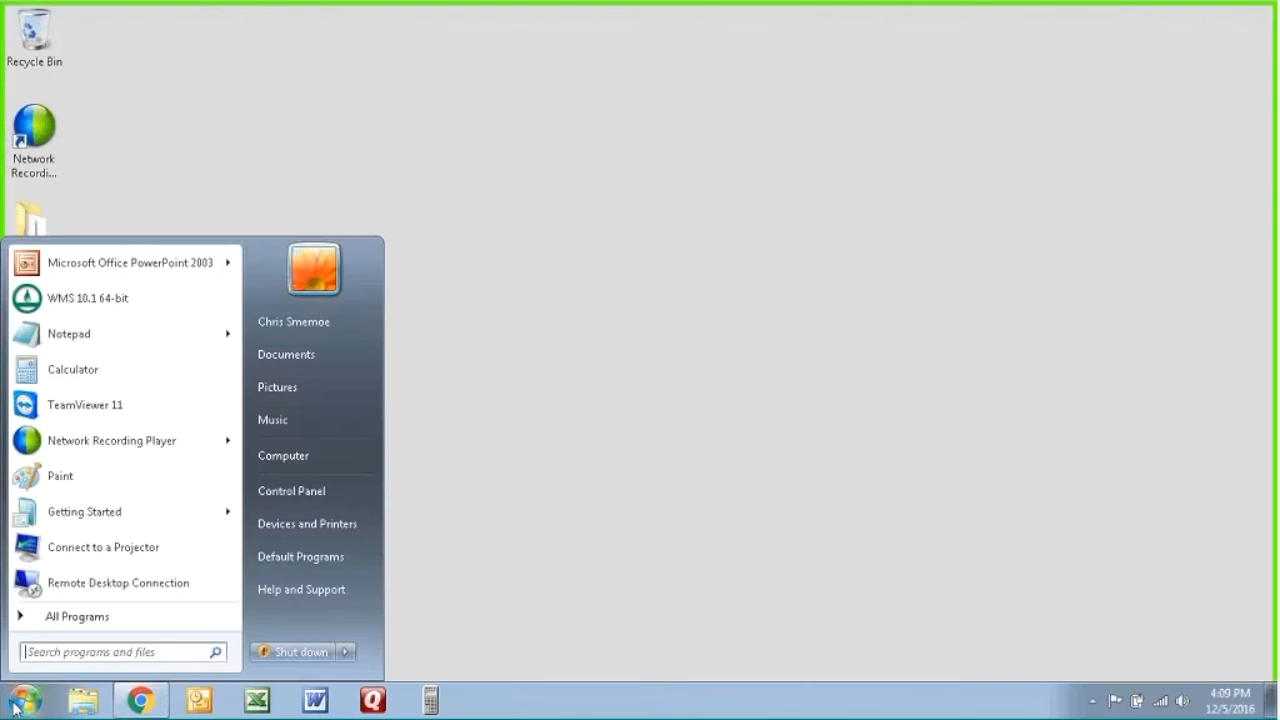 Recycle Bin
Network
Recordi...
Microsoft Office PowerPoint 2003
WMS 10.1 64-bit
Notepad
Calculator
TeamViewer 11
Network Recording Player
Paint
Getting Started
Connect to a Projector
Remote Desktop Connection
All Programs
Search programs and files
Chris Smemoe
Documents
Pictures
Music
Computer
Control Panel
Devices and Printers
Default Programs
Help and Support
Shut down
4:09 PM
12/5/2016